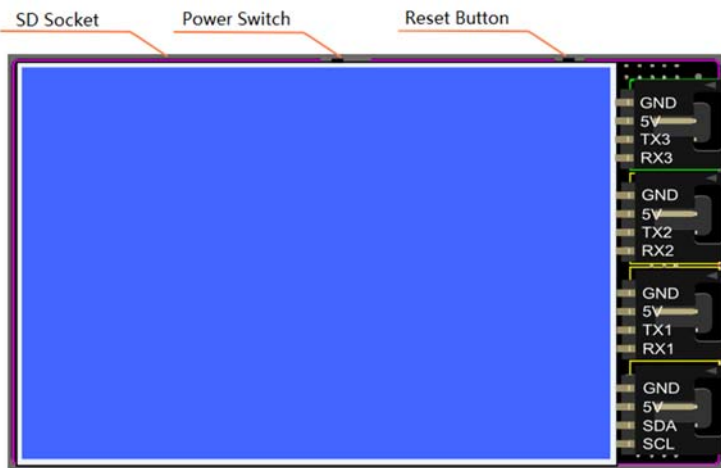 SD Socket
Power Switch
Reset Button
GND
5V
TX3
RX3
GND
5V
TX2
RX2
GND
5V
TX1
RX1
GND
5V
SDA
SCL